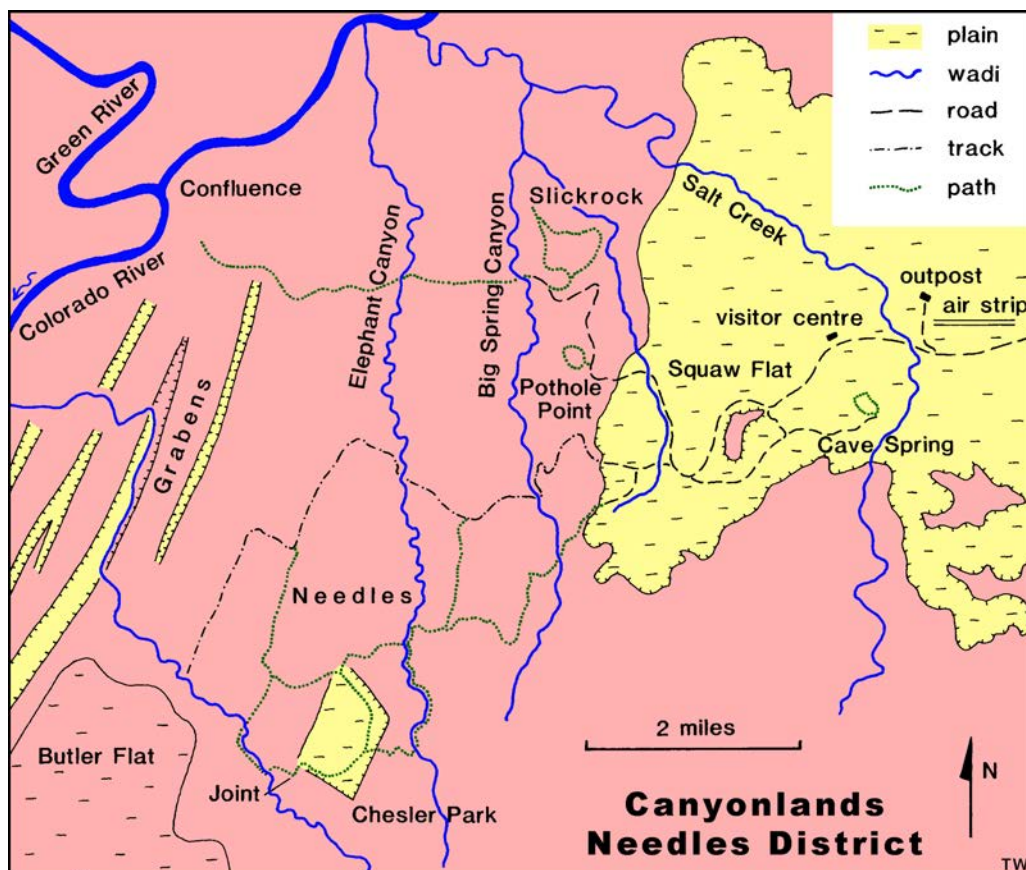 plain
wadi
road
track
path
Green River
Confluence
Colorado River
Slickrock
Salt Creek
Elephant Canyon
Big Spring Canyon
outpost
air strip
visitor centre
Squaw Flat
Pothole
Point
Grabens
Cave Spring
Needles
2 miles
N
Butler Flat
Joint
Chesler Park
Canyonlands
Needles District
TW